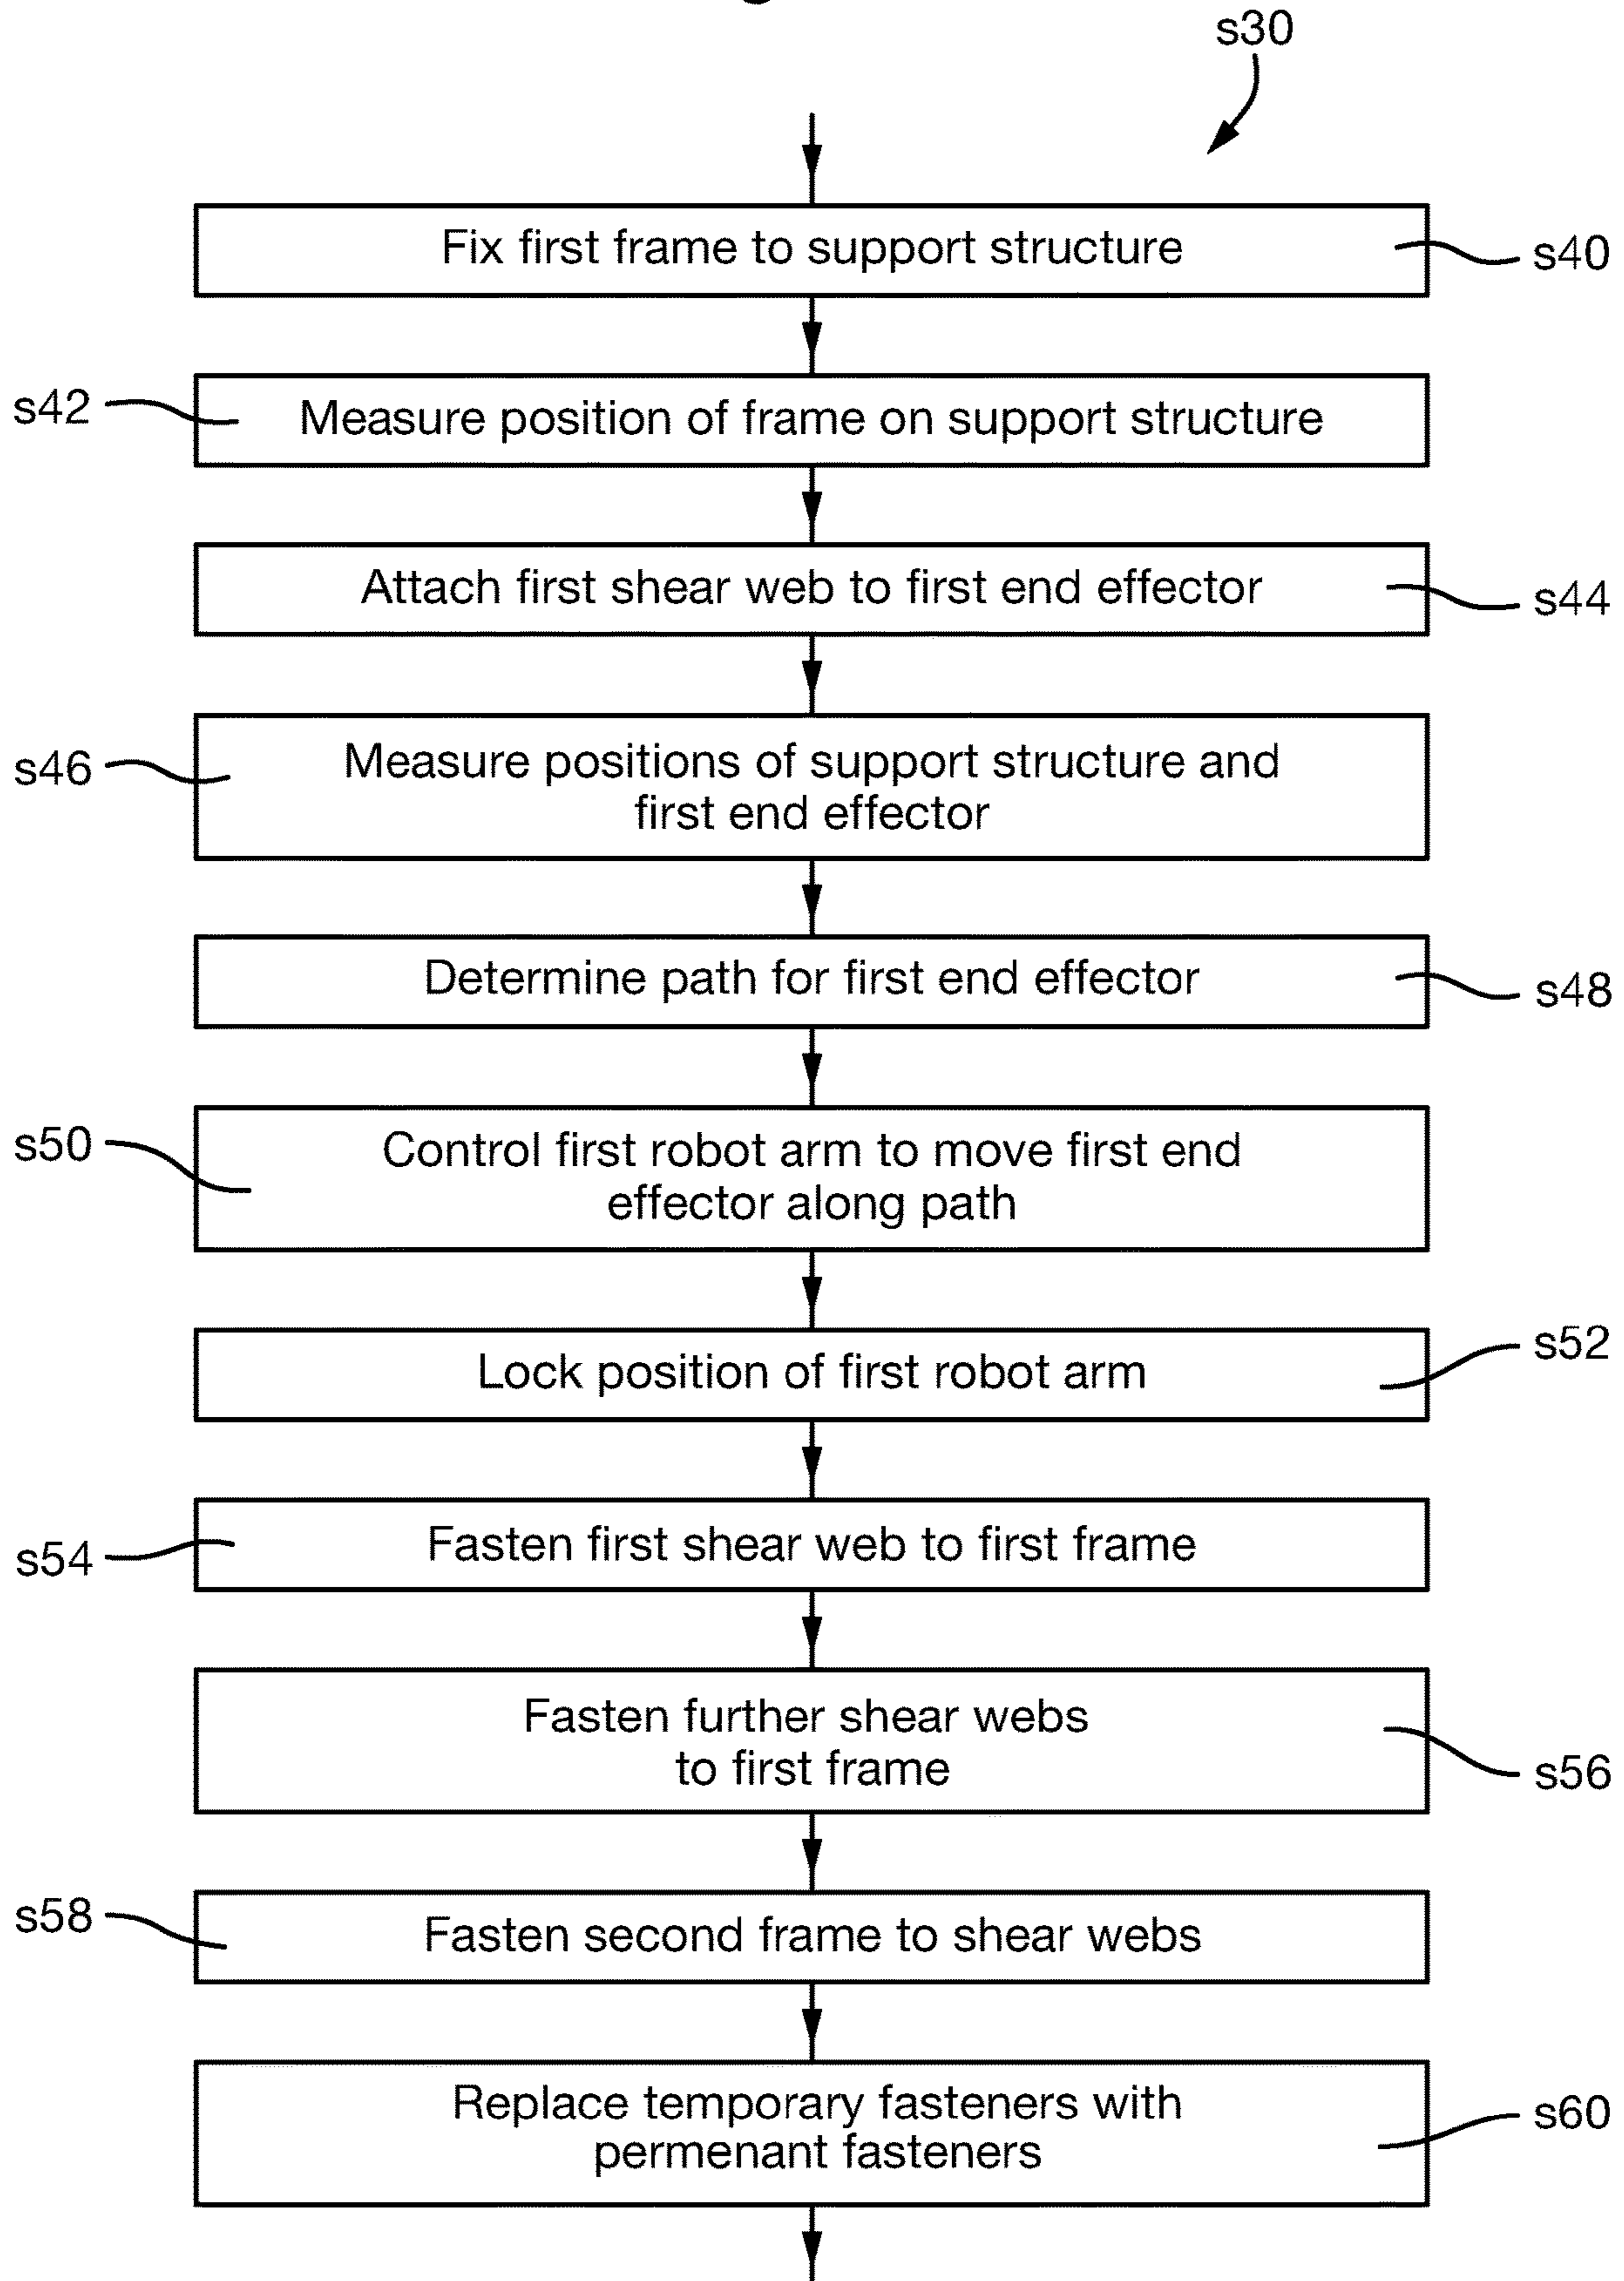 s30
Fix first frame to support structure
s40
s42
Measure position of frame on support structure
Attach first shear web to first end effector
s44
s46
Measure positions of support structure and
first end effector
Determine path for first end effector
s48
s50
Control first robot arm to move first end
effector along path
s52
Lock position of first robot arm
s54
Fasten first shear web to first frame
Fasten further shear webs
to first frame
s56
s58
Fasten second frame to shear webs
Replace temporary fasteners with
permenant fasteners
s60